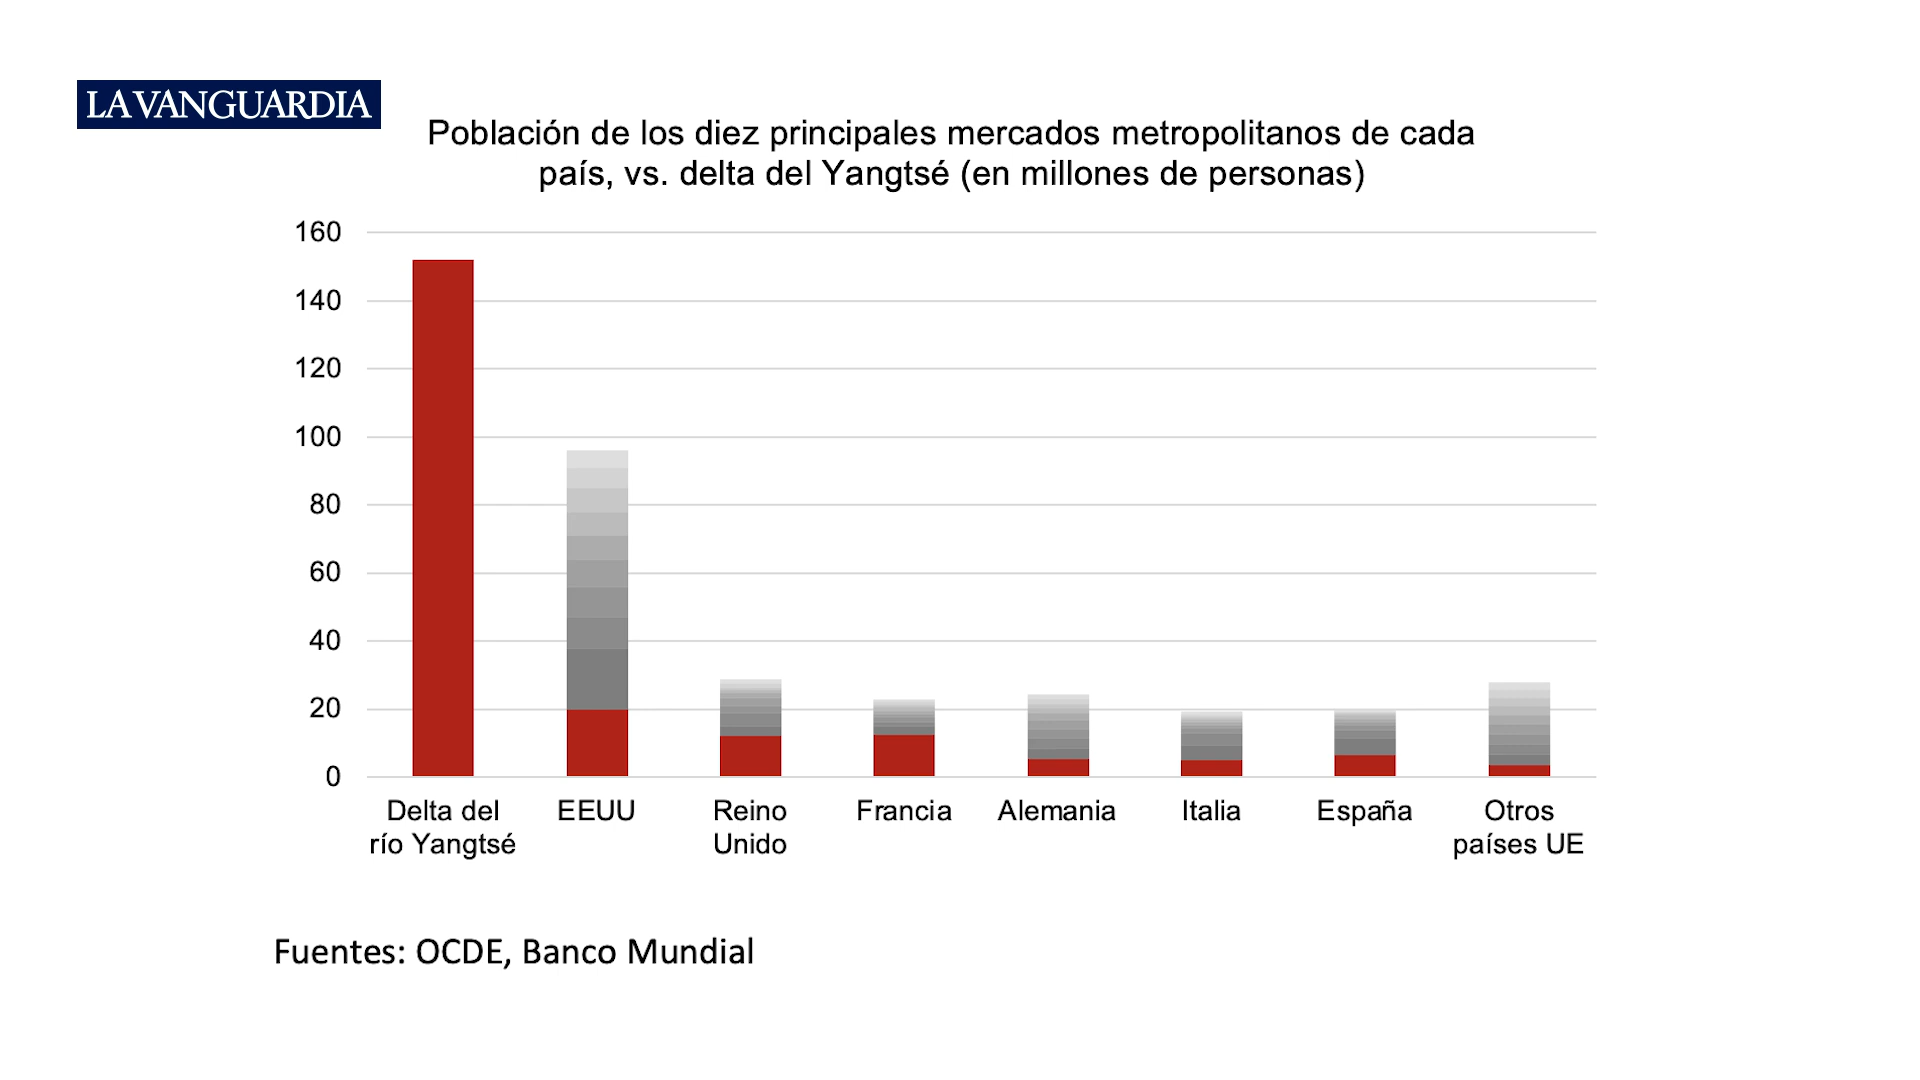 LA VANGUARDIA
Población de los diez principales mercados metropolitanos de cada
país, vs. delta del Yangtsé (en millones de personas)
160
140
120
100
80
60
40
20
0
Delta del
río Yangtsé
EEUU
Reino
Unido
Francia
Alemania
Italia
España
Otros
países UE
Fuentes: OCDE, Banco Mundial